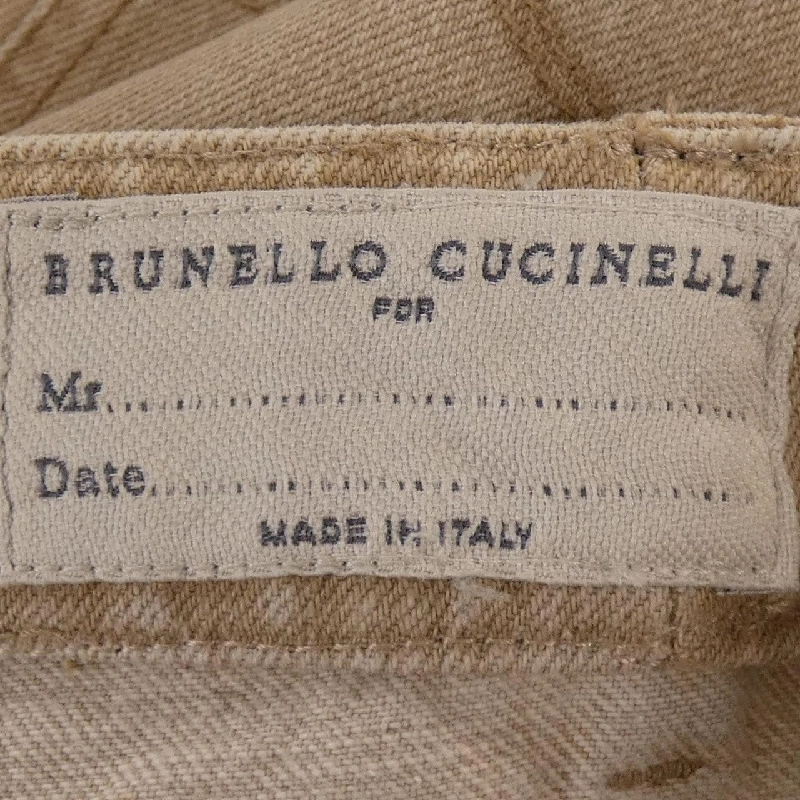 BRUNELLO CUCINELLI
FOR
Mr.......................................................
Date.......................................................
MADE IN ITALY